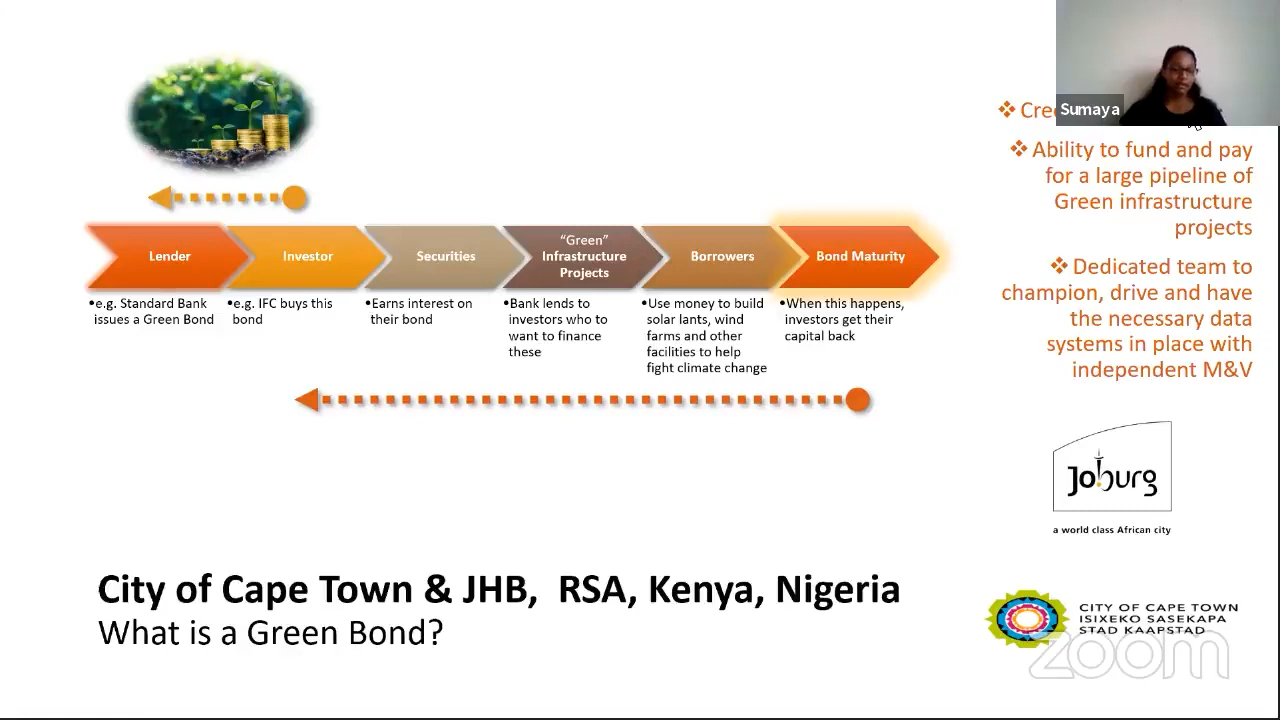 Sumaya
❖ Cre
❖ Ability to fund and pay
for a large pipeline of
Green infrastructure
projects
❖ Dedicated team to
champion, drive and have
the necessary data
systems in place with
independent M&V
Lender
Investor
Securities
“Green”
Infrastructure
Projects
Borrowers
Bond Maturity
•e.g. Standard Bank
issues a Green Bond
•e.g. IFC buys this
bond
•Earns interest on
their bond
•Bank lends to
investors who to
want to finance
these
•Use money to build
solar lants, wind
farms and other
facilities to help
fight climate change
•When this happens,
investors get their
capital back
Joburg
a world class African city
City of Cape Town & JHB, RSA, Kenya, Nigeria
What is a Green Bond?
CITY OF CAPE TOWN
ISIXEKO SASEKAPA
STAD KAAPSTAD
zoom